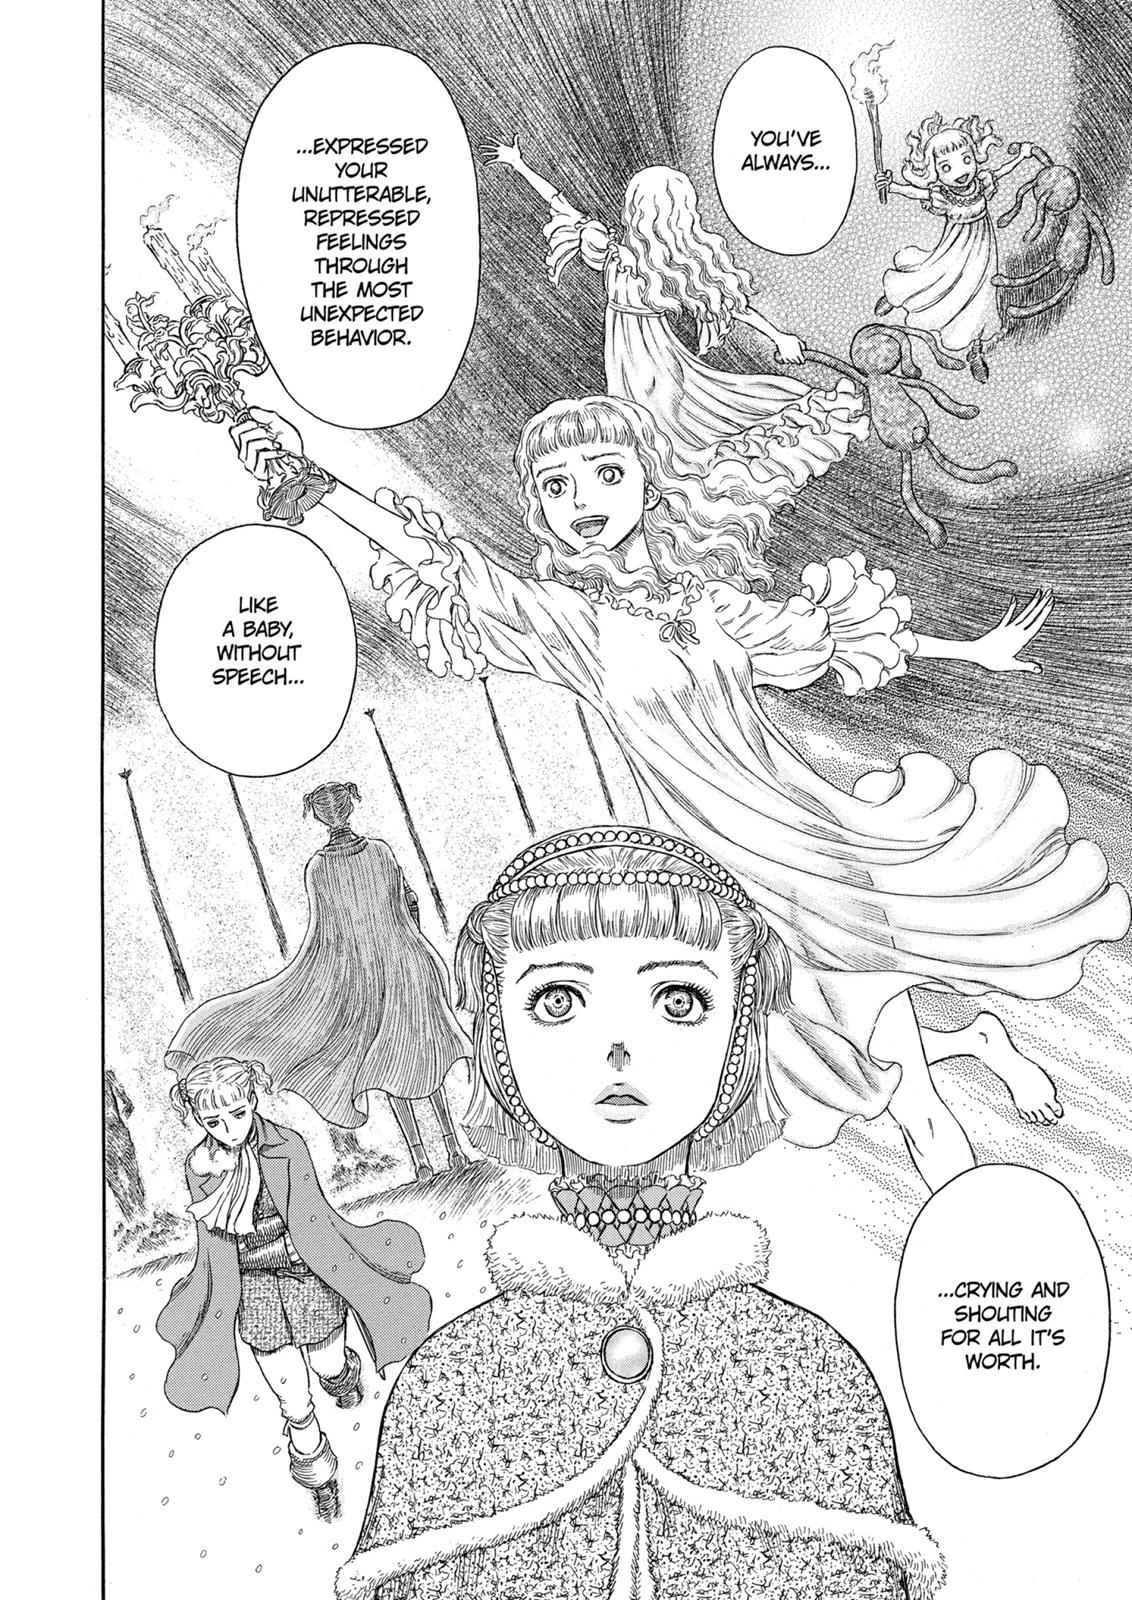 YOU'VE
ALWAYS...
...EXPRESSED
YOUR
UNUTTERABLE,
REPRESSED
FEELINGS
THROUGH
THE MOST
UNEXPECTED
BEHAVIOR.
LIKE
A BABY,
WITHOUT
SPEECH...
...CRYING AND
SHOUTING
FOR ALL IT'S
WORTH.